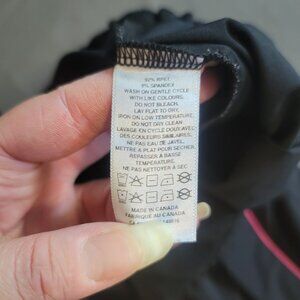 92% RPET
8% SPANDEX
WASH ON GENTLE CYCLE
WITH LIKE COLOURS,
DO NOT BLEACH,
LAY FLAT TO DRY,
IRON ON LOW TEMPERATURE,
DO NOT DRY CLEAN
LAVAGE EN CYCLE DOUX AVEC
DES COULEURS SIMILAIRES,
NE PAS EAU DE JAVEL,
METTRE A PLAT POUR SECHER,
REPASSER A BASSE
TEMPERATURE,
NE PAS NETTOYER A SEC
MADE IN CANADA
FABRIQUE AU CANADA